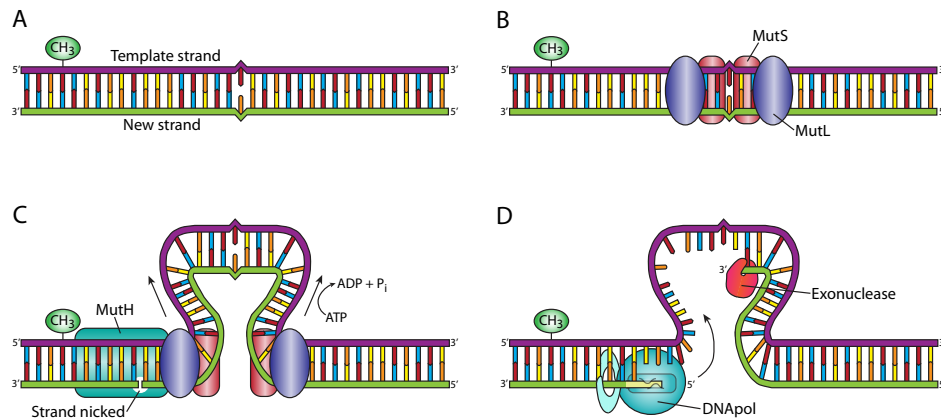 A
CH3
Template strand
5′ 3′
3′ 5′
New strand
B
CH3
MutS
5′ 3′
3′ 5′
MutL
C
ADP + Pi
ATP
CH3
MutH
5′ 3′
3′ 5′
Strand nicked
D
3′
Exonuclease
CH3
5′ 3′
3′ 5′ 5′
DNApol